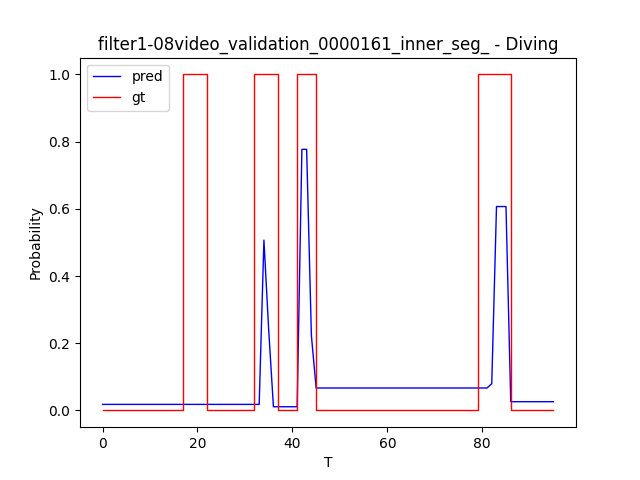 filter1-08video_validation_0000161_inner_seg_ - Diving
pred
gt
1.0
0.8
0.6
0.4
0.2
0.0
Probability
0 20 40 60 80
T